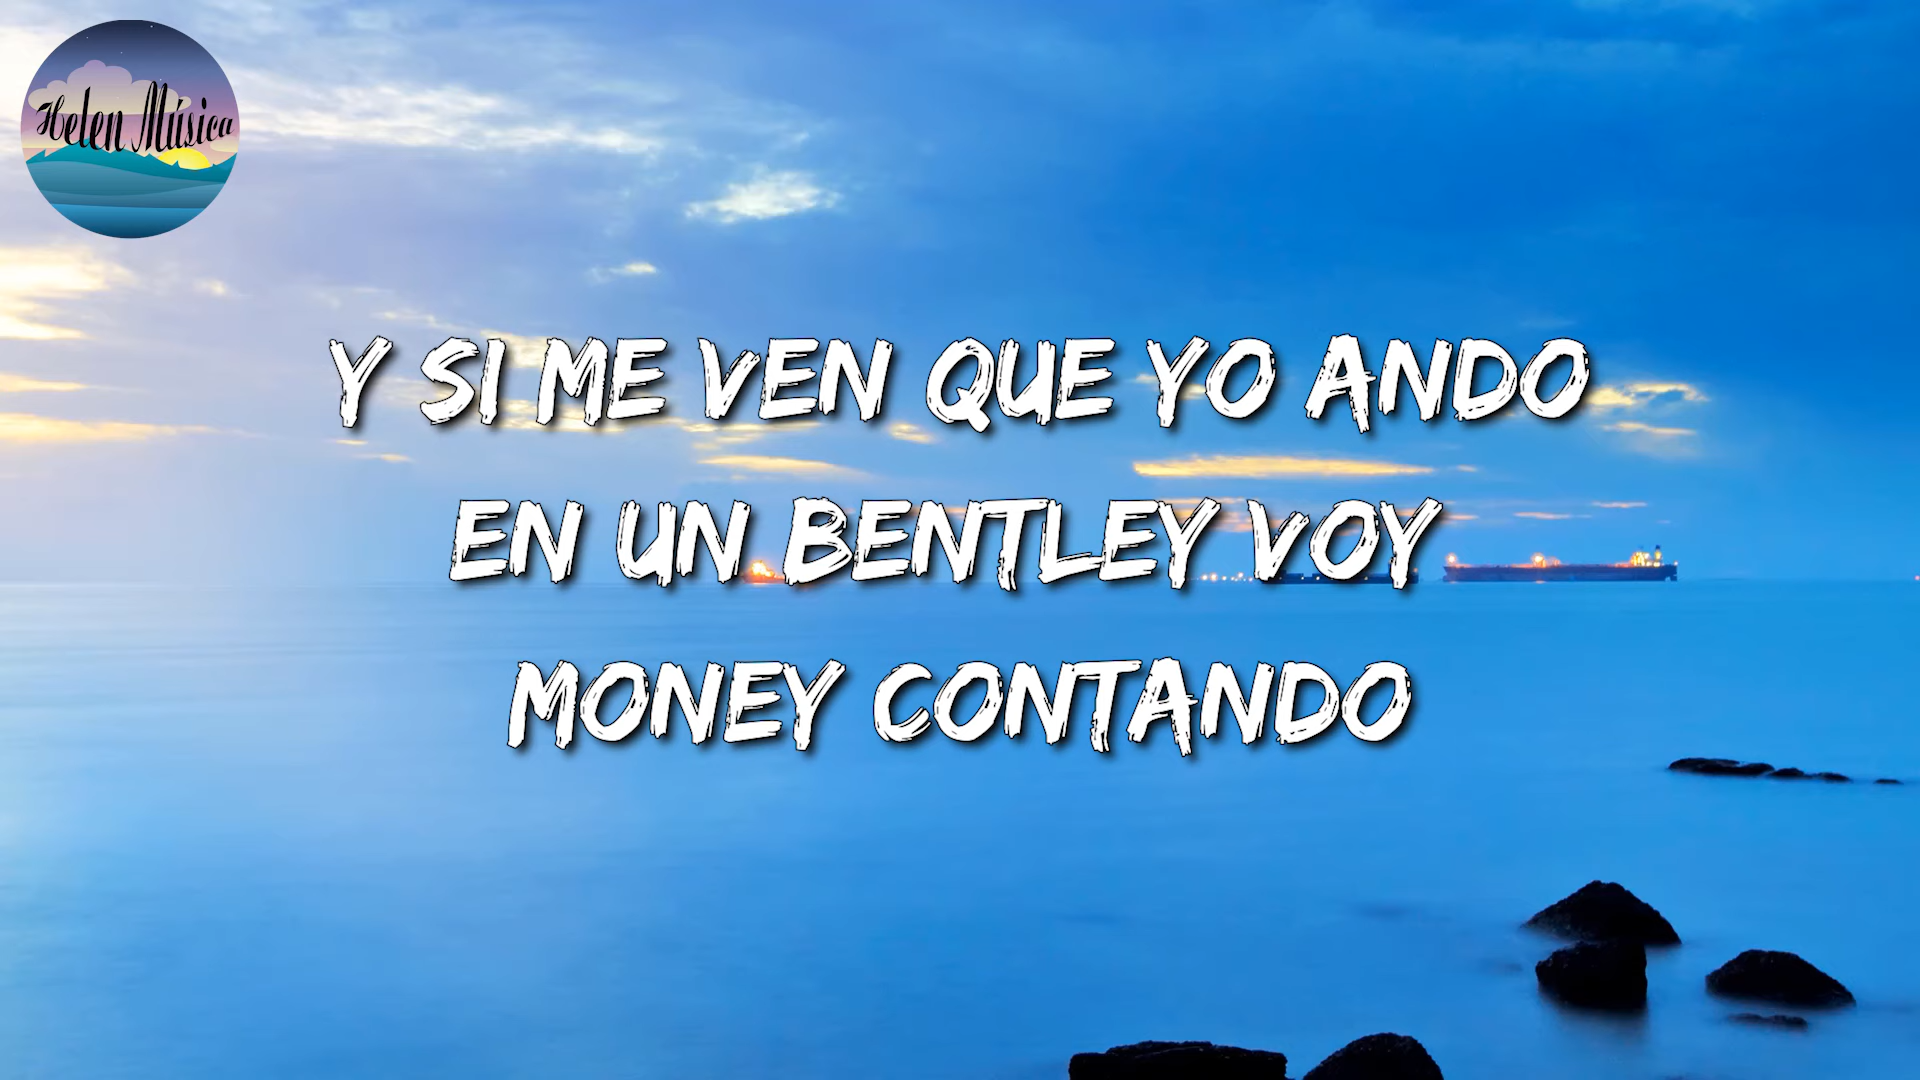 Helen Música
Y SI ME VEN QUE YO ANDO
EN UN BENTLEY VOY
MONEY CONTANDO